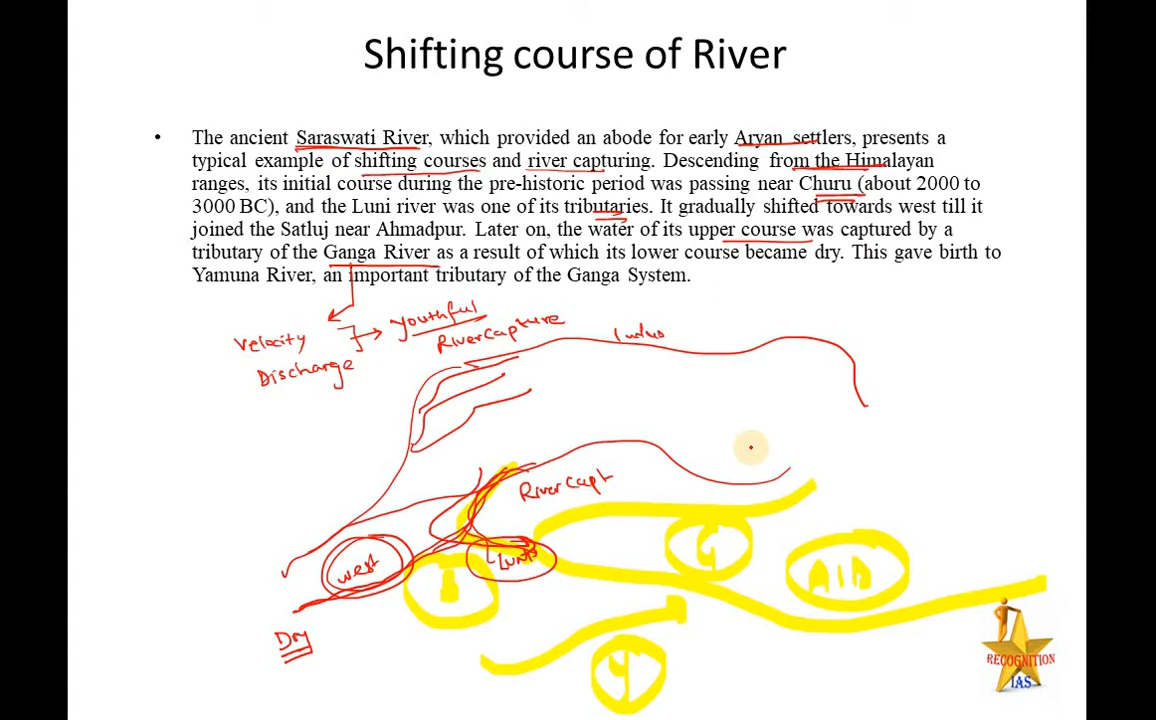 Shifting course of River
• The ancient Saraswati River, which provided an abode for early Aryan settlers, presents a
typical example of shifting courses and river capturing. Descending from the Himalayan
ranges, its initial course during the pre-historic period was passing near Churu (about 2000 to
3000 BC), and the Luni river was one of its tributaries. It gradually shifted towards west till it
joined the Satluj near Ahmadpur. Later on, the water of its upper course was captured by a
tributary of the Ganga River as a result of which its lower course became dry. This gave birth to
Yamuna River, an important tributary of the Ganga System.
Velocity
Discharge
Youthful
River Capture
Indus
River Capt
West
Luni
G
Dry
Y
RECOGNITION
IAS